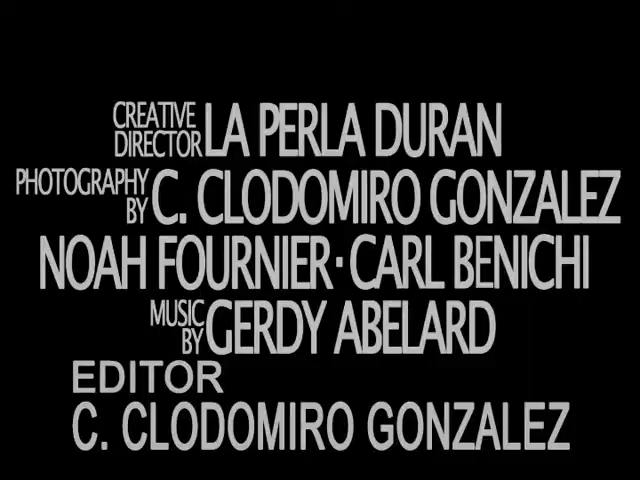 CREATIVE DIRECTOR LA PERLA DURAN
PHOTOGRAPHY BY C. CLODOMIRO GONZALEZ
NOAH FOURNIER · CARL BENICHI
MUSIC BY GERDY ABELARD
EDITOR
C. CLODOMIRO GONZALEZ